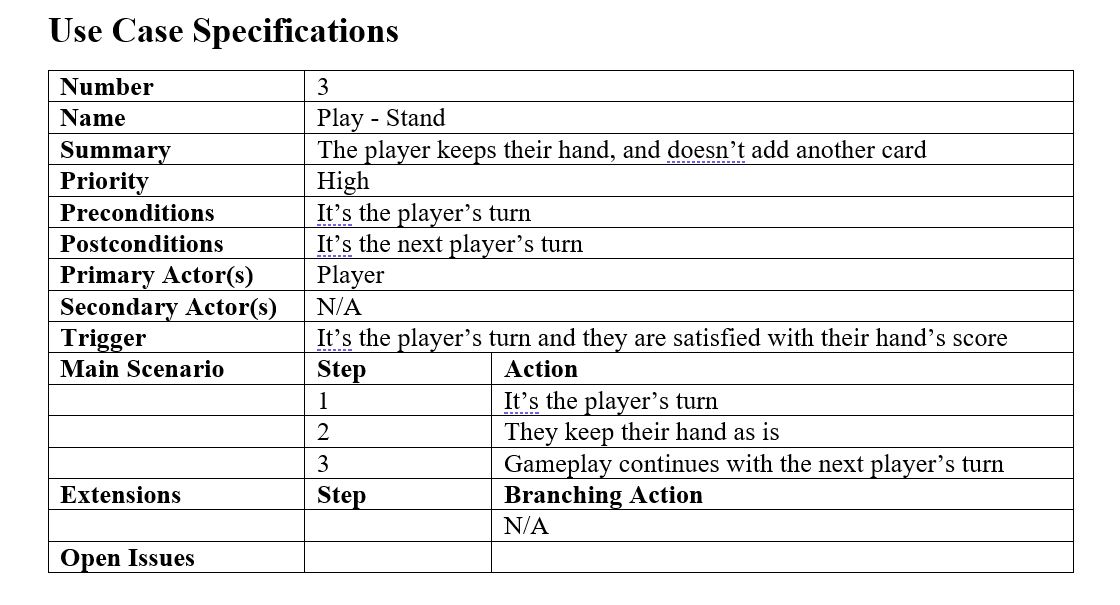 Use Case Specifications
Number 3
Name Play - Stand
Summary The player keeps their hand, and doesn’t add another card
Priority High
Preconditions It’s the player’s turn
Postconditions It’s the next player’s turn
Primary Actor(s) Player
Secondary Actor(s) N/A
Trigger It’s the player’s turn and they are satisfied with their hand’s score
Main Scenario Step Action
1 It’s the player’s turn
2 They keep their hand as is
3 Gameplay continues with the next player’s turn
Extensions Step Branching Action
N/A
Open Issues